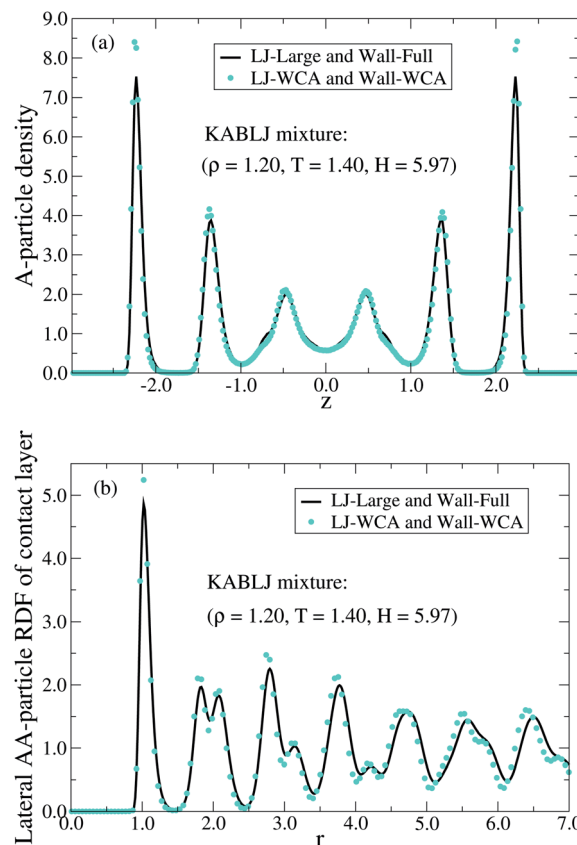 (a)
LJ-Large and Wall-Full
LJ-WCA and Wall-WCA
KABLJ mixture:
(ρ = 1.20, T = 1.40, H = 5.97)
A-particle density
9.0
8.0
7.0
6.0
5.0
4.0
3.0
2.0
1.0
0.0
-2.0 -1.0 0.0 1.0 2.0
z
(b)
LJ-Large and Wall-Full
LJ-WCA and Wall-WCA
KABLJ mixture:
(ρ = 1.20, T = 1.40, H = 5.97)
Lateral AA-particle RDF of contact layer
5.0
4.0
3.0
2.0
1.0
0.0
0.0 1.0 2.0 3.0 4.0 5.0 6.0 7.0
r